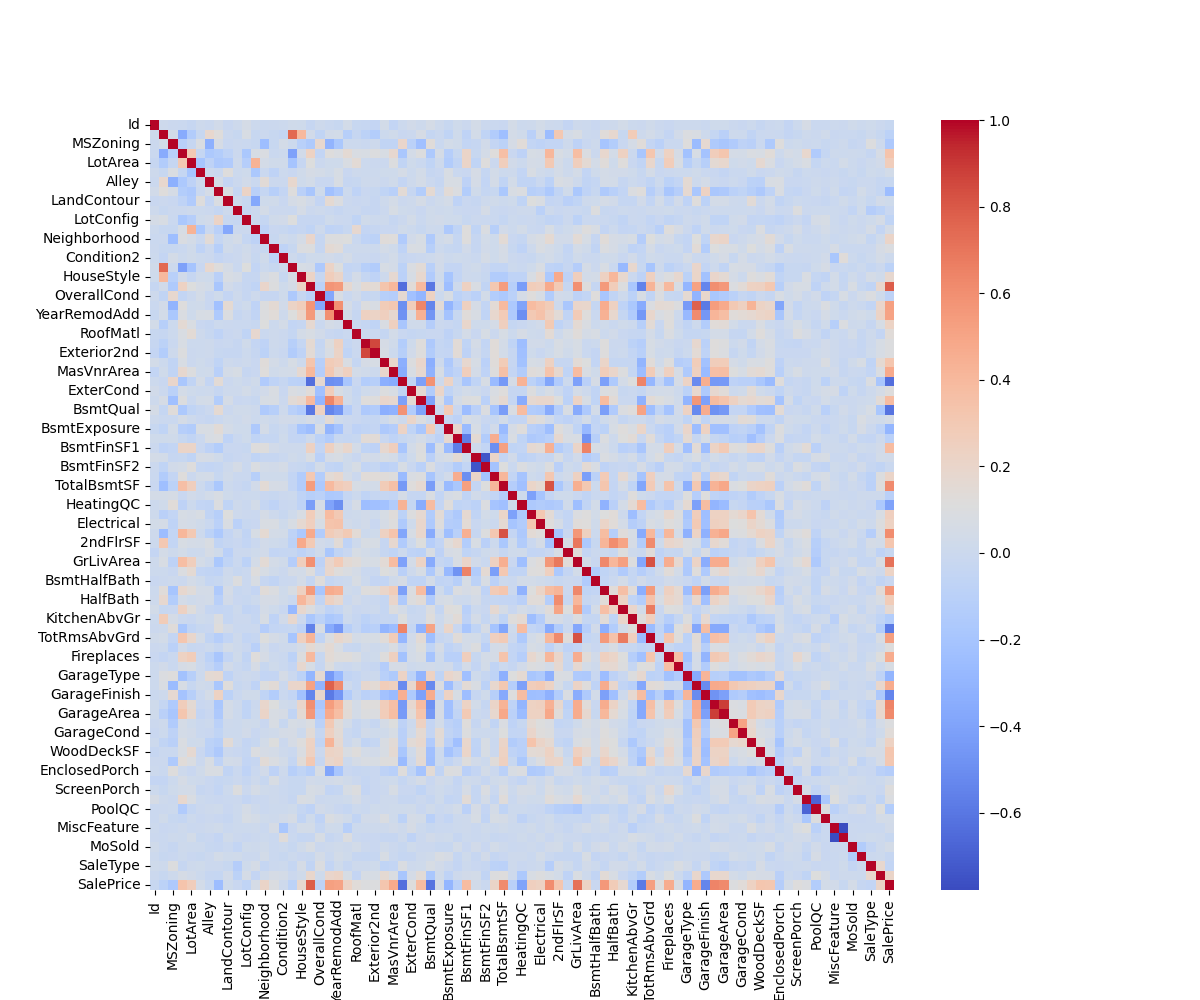 Id
MSZoning
LotArea
Alley
LandContour
LotConfig
Neighborhood
Condition2
HouseStyle
OverallCond
YearRemodAdd
RoofMatl
Exterior2nd
MasVnrArea
ExterCond
BsmtQual
BsmtExposure
BsmtFinSF1
BsmtFinSF2
TotalBsmtSF
HeatingQC
Electrical
2ndFlrSF
GrLivArea
BsmtHalfBath
HalfBath
KitchenAbvGr
TotRmsAbvGrd
Fireplaces
GarageType
GarageFinish
GarageArea
GarageCond
WoodDeckSF
EnclosedPorch
ScreenPorch
PoolQC
MiscFeature
MoSold
SaleType
SalePrice
Id
MSZoning
LotArea
Alley
LandContour
LotConfig
Neighborhood
Condition2
HouseStyle
OverallCond
YearRemodAdd
RoofMatl
Exterior2nd
MasVnrArea
ExterCond
BsmtQual
BsmtExposure
BsmtFinSF1
BsmtFinSF2
TotalBsmtSF
HeatingQC
Electrical
2ndFlrSF
GrLivArea
BsmtHalfBath
HalfBath
KitchenAbvGr
TotRmsAbvGrd
Fireplaces
GarageType
GarageFinish
GarageArea
GarageCond
WoodDeckSF
EnclosedPorch
ScreenPorch
PoolQC
MiscFeature
MoSold
SaleType
SalePrice
1.0
0.8
0.6
0.4
0.2
0.0
−0.2
−0.4
−0.6